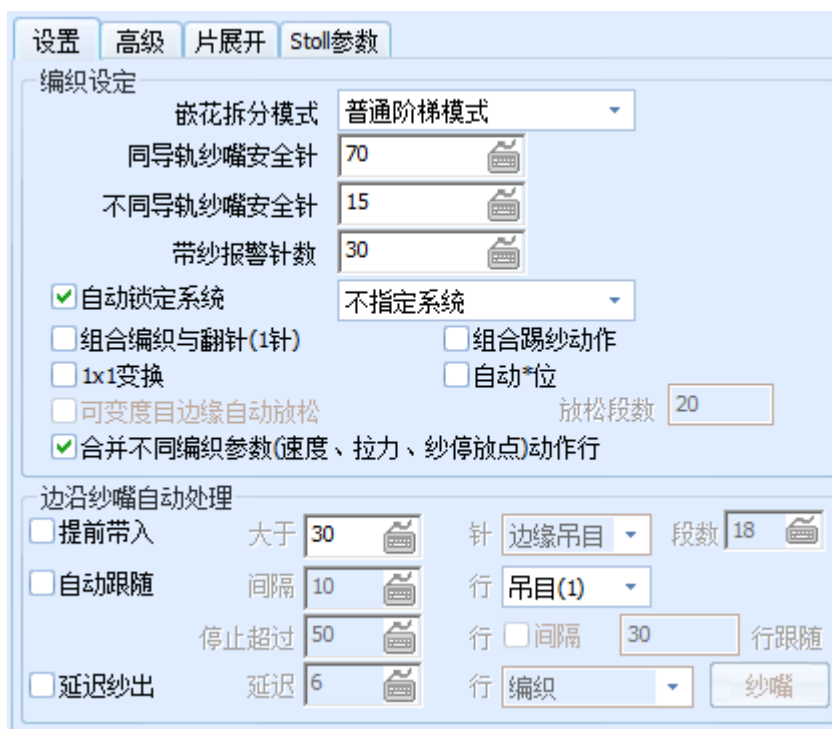 设置 高级 片展开 Stoll参数
编织设定
嵌花拆分模式 普通阶梯模式
同导轨纱嘴安全针 70
不同导轨纱嘴安全针 15
带纱报警针数 30
自动锁定系统 不指定系统
组合编织与翻针(1针) 组合踢纱动作
1x1变换 自动*位
可变度目边缘自动放松 放松段数 20
合并不同编织参数(速度、拉力、纱停放点)动作行
边沿纱嘴自动处理
提前带入 大于 30 针 边缘吊目 段数 18
自动跟随 间隔 10 行 吊目(1)
停止超过 50 行 间隔 30 行跟随
延迟纱出 延迟 6 行 编织 纱嘴